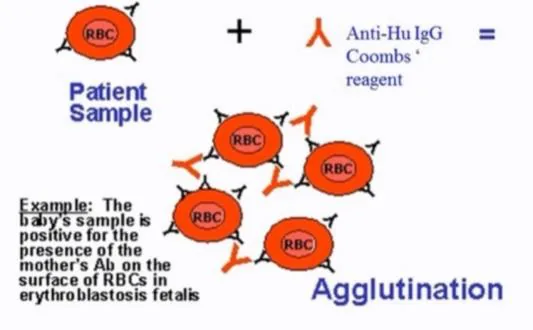 RBC
+
Anti-Hu IgG
=
Coombs ‘
reagent
Patient
Sample
RBC
RBC
RBC
RBC
Example: The
baby's sample is
positive for the
presence of the
mother's Ab on the
surface of RBCs in
erythroblastosis fetalis
Agglutination